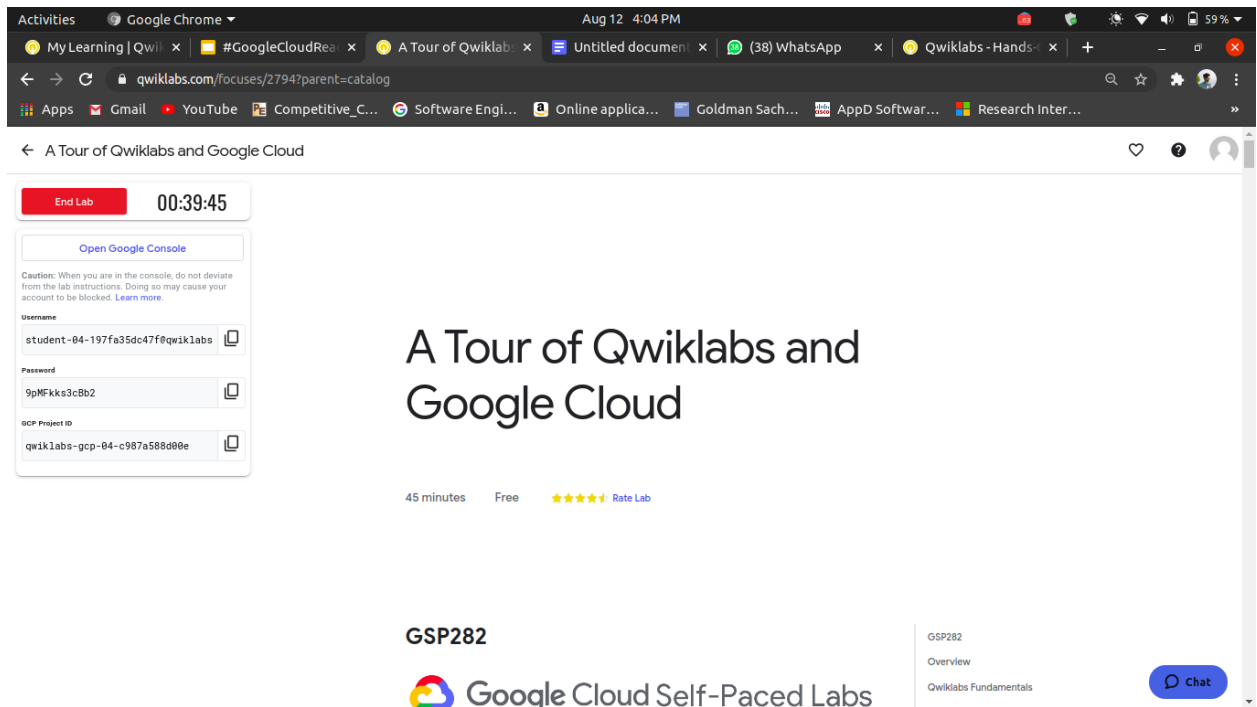 Activities Google Chrome Aug 12 4:04 PM 59 %
My Learning | Qwik #GoogleCloudRea A Tour of Qwiklabs Untitled document (38) WhatsApp Qwiklabs - Hands-
qwiklabs.com/focuses/2794?parent=catalog
Apps Gmail YouTube Competitive_C... Software Engi... Online applica... Goldman Sach... AppD Softwar... Research Inter... »
A Tour of Qwiklabs and Google Cloud
End Lab 00:39:45
Open Google Console
Caution: When you are in the console, do not deviate
from the lab instructions. Doing so may cause your
account to be blocked. Learn more.
Username
student-04-197fa35dc47f@qwiklabs
Password
9pMFkks3cBb2
GCP Project ID
qwiklabs-gcp-04-c987a588d00e
A Tour of Qwiklabs and
Google Cloud
45 minutes Free Rate Lab
GSP282
Google Cloud Self-Paced Labs
GSP282
Overview
Qwiklabs Fundamentals
Chat